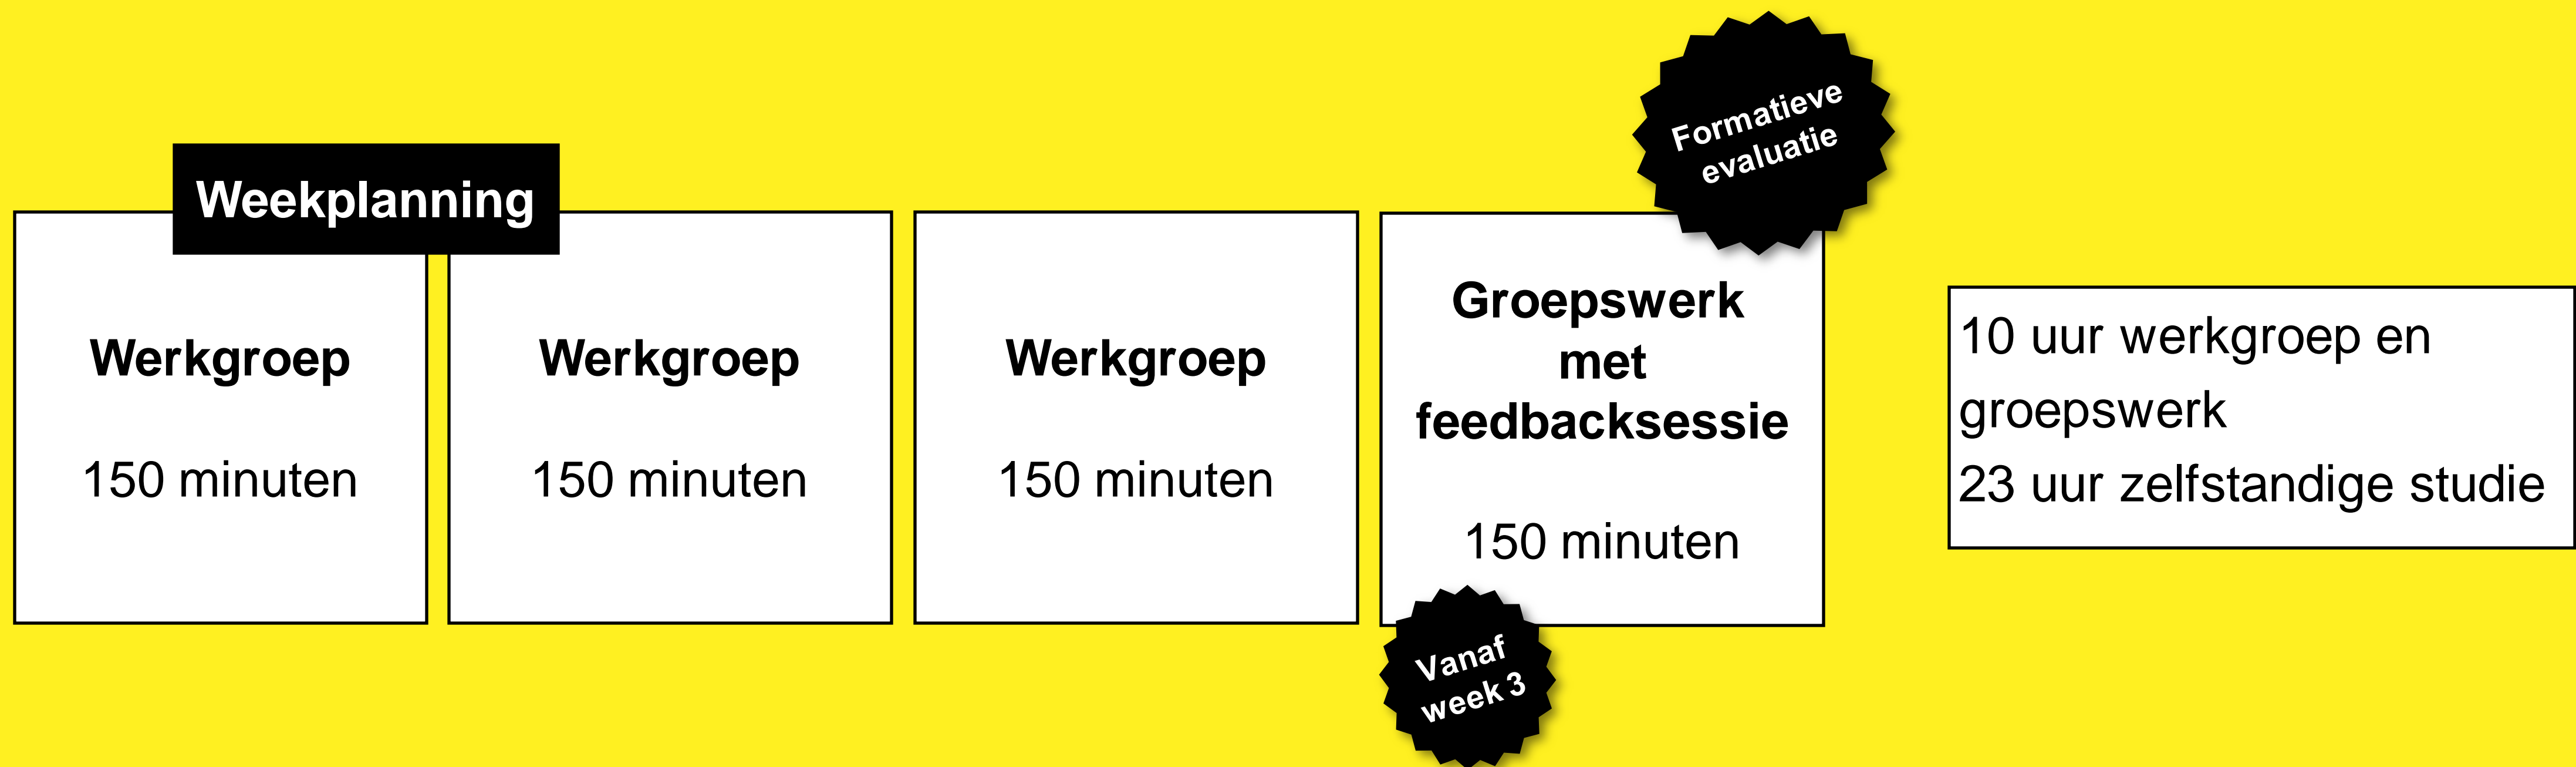 Weekplanning
Werkgroep
150 minuten
Werkgroep
150 minuten
Werkgroep
150 minuten
Formatieve
evaluatie
Groepswerk
met
feedbacksessie
150 minuten
Vanaf
week 3
10 uur werkgroep en
groepswerk
23 uur zelfstandige studie